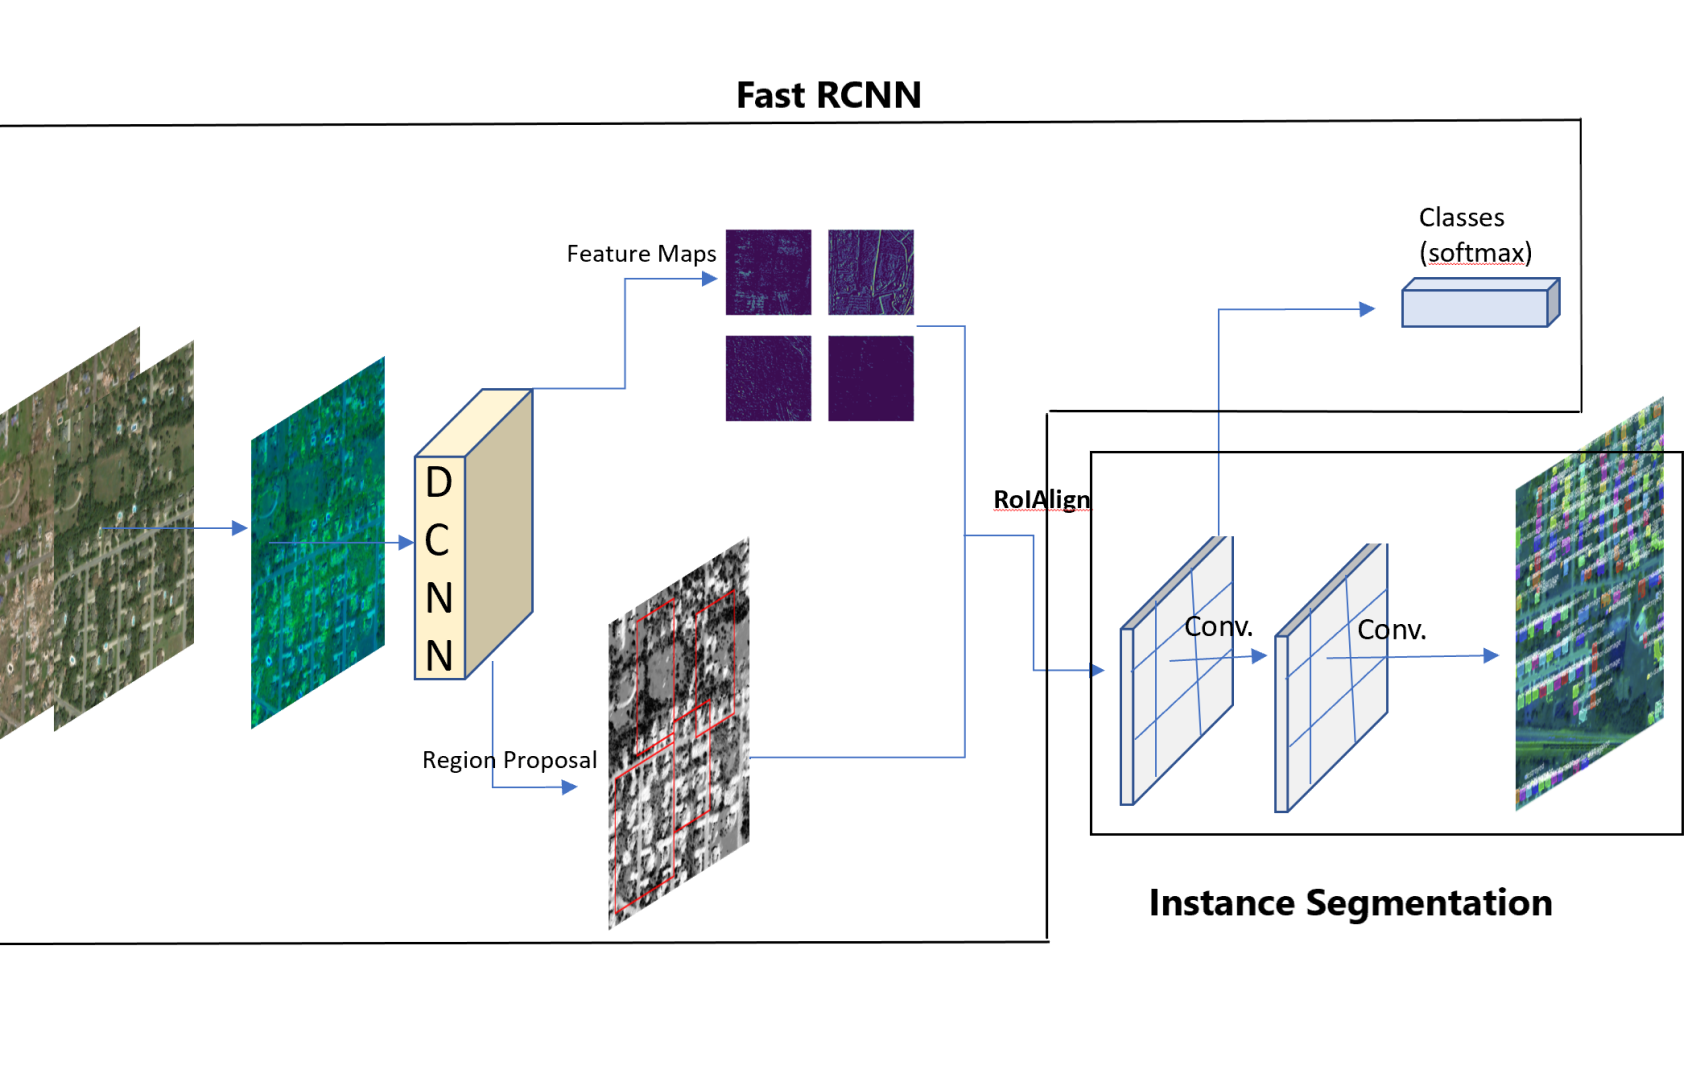 Fast RCNN
Classes
(softmax)
Feature Maps
D
C
N
N
RoIAlign
Conv.
Conv.
Region Proposal
Instance Segmentation